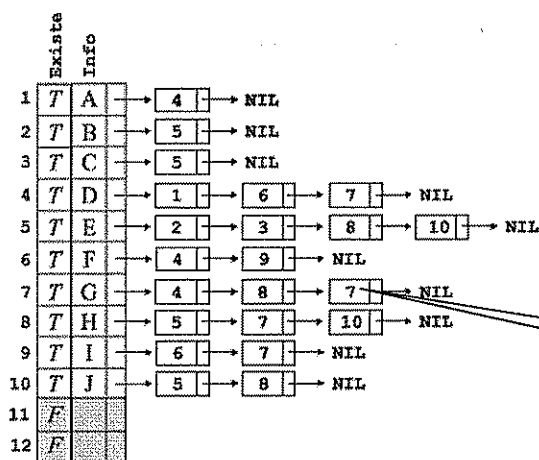 Existe Info
1 T A 4 NIL
2 T B 5 NIL
3 T C 5 NIL
4 T D 1 6 7 NIL
5 T E 2 3 8 10 NIL
6 T F 4 9 NIL
7 T G 4 8 7 NIL
8 T H 5 7 10 NIL
9 T I 6 7 NIL
10 T J 5 8 NIL
11 F
12 F